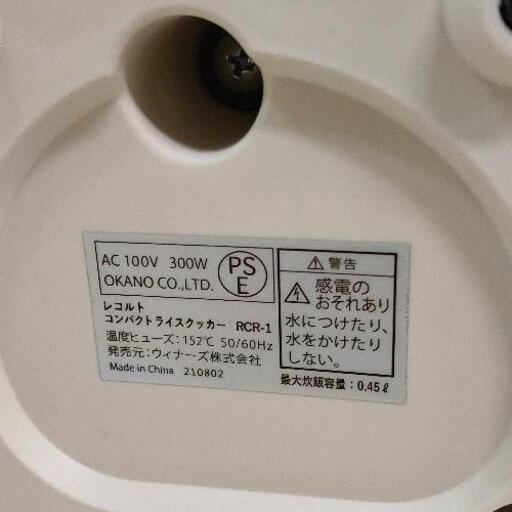 AC 100V 300W
OKANO CO.,LTD.
PS
E
レコルト
コンパクトライスクッカー RCR-1
温度ヒューズ：152℃ 50/60Hz
発売元：ウィナーズ株式会社
Made in China 210802
⚠ 警告
感電の
おそれあり
水につけたり、
水をかけたり
しない。
最大炊飯容量：0.45ℓ